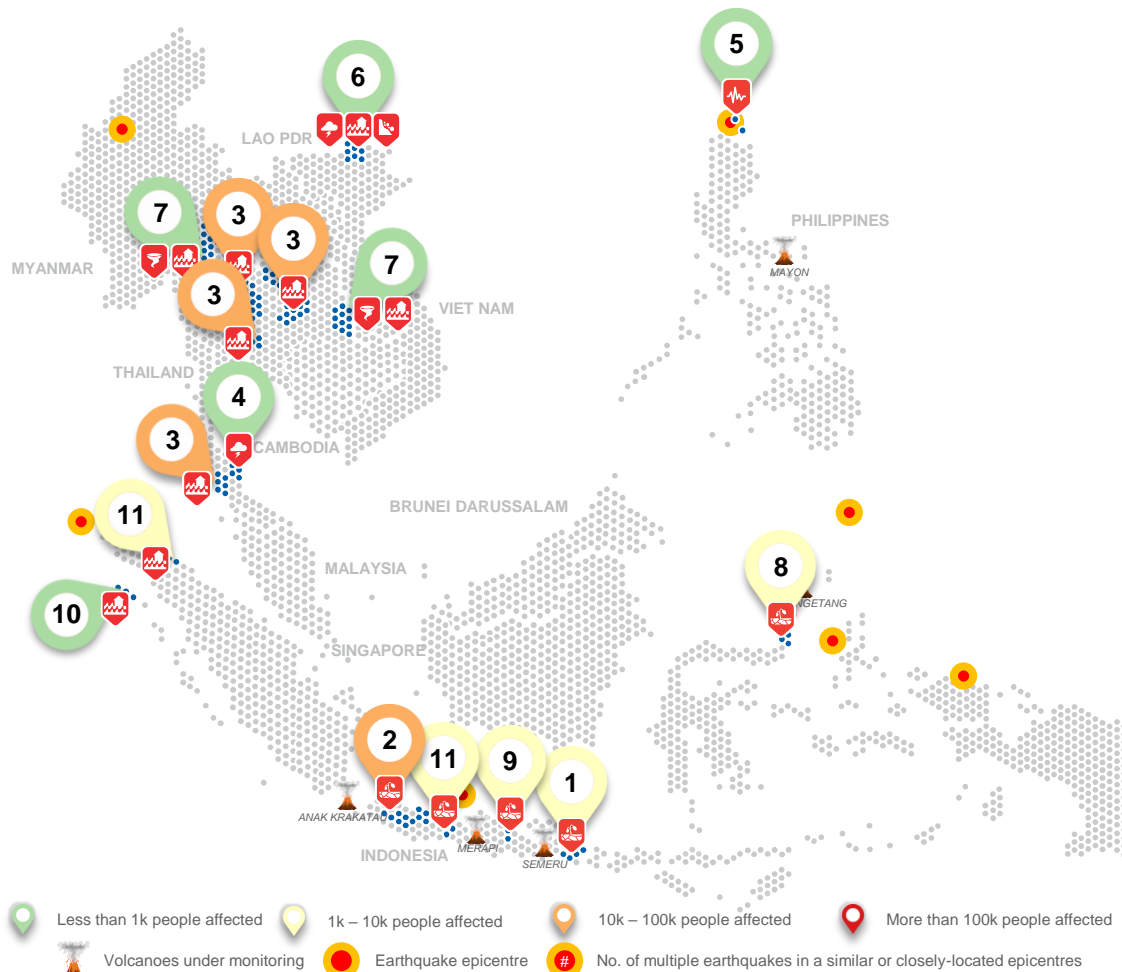 5
6
LAO PDR
7
3
3
PHILIPPINES
MYANMAR
MAYON
3
7
VIET NAM
THAILAND
4
3
CAMBODIA
11
BRUNEI DARUSSALAM
MALAYSIA
8
10
NGETANG
SINGAPORE
2
11
9
1
ANAK KRAKATAU
MERAPI
INDONESIA
SEMERU
Less than 1k people affected
1k – 10k people affected
10k – 100k people affected
More than 100k people affected
Volcanoes under monitoring
Earthquake epicentre
#
No. of multiple earthquakes in a similar or closely-located epicentres